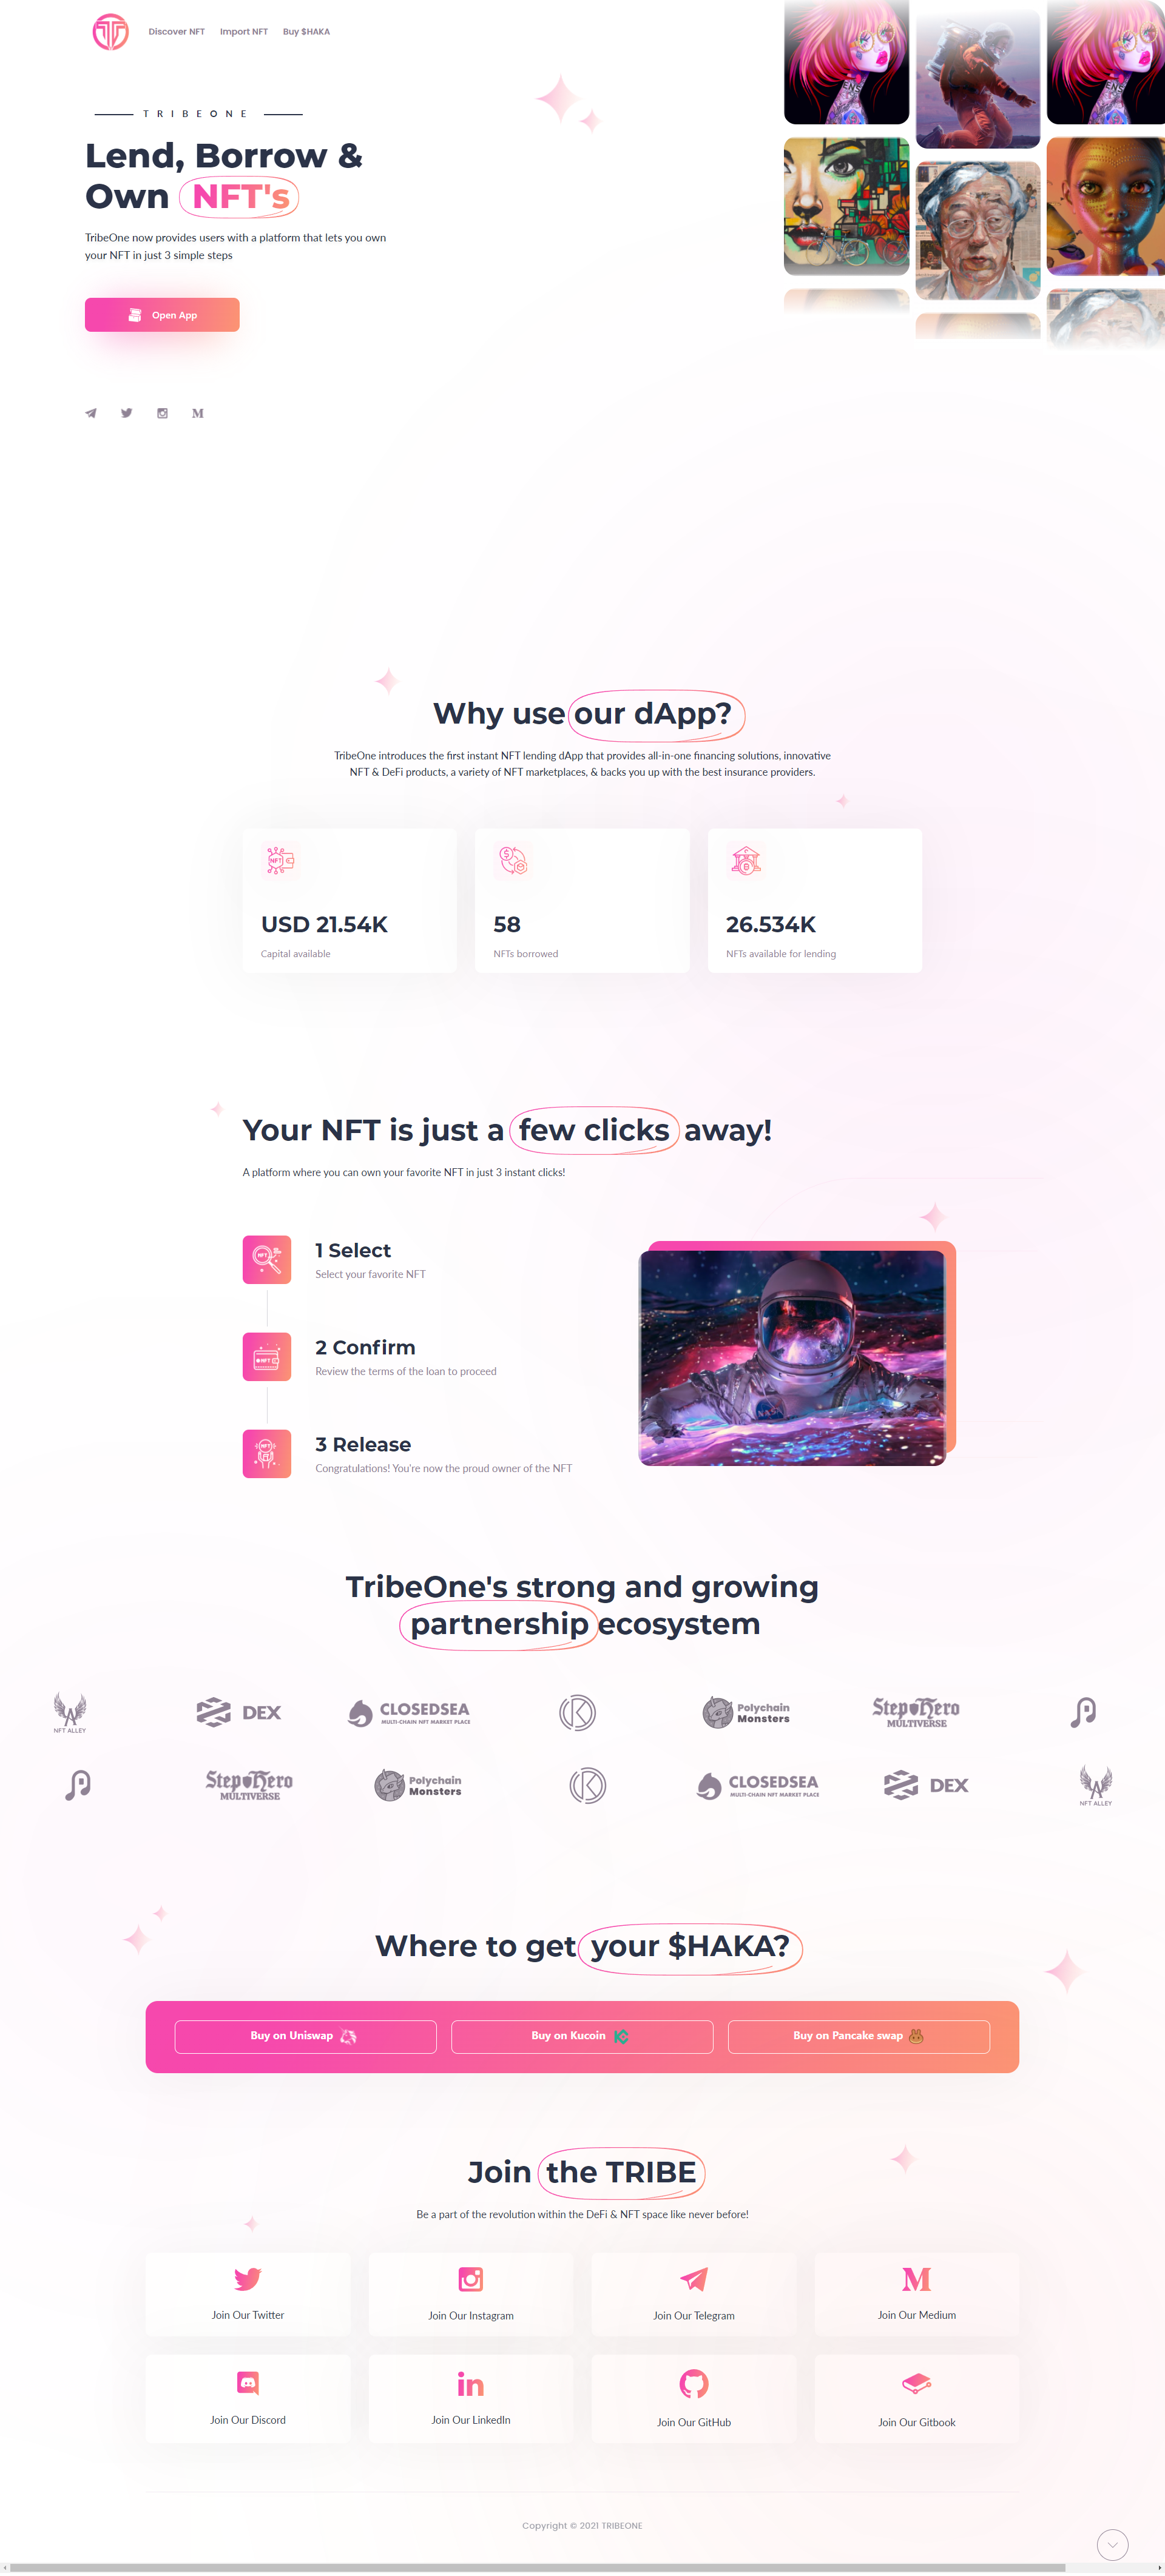 Discover NFT Import NFT Buy $HAKA
TRIBEONE
Lend, Borrow &
Own NFT's
TribeOne now provides users with a platform that lets you own
your NFT in just 3 simple steps
Open App
Why use our dApp?
TribeOne introduces the first instant NFT lending dApp that provides all-in-one financing solutions, innovative
NFT & DeFi products, a variety of NFT marketplaces, & backs you up with the best insurance providers.
USD 21.54K
Capital available
58
NFTs borrowed
26.534K
NFTs available for lending
Your NFT is just a few clicks away!
A platform where you can own your favorite NFT in just 3 instant clicks!
1 Select
Select your favorite NFT
2 Confirm
Review the terms of the loan to proceed
3 Release
Congratulations! You're now the proud owner of the NFT
TribeOne's strong and growing
partnership ecosystem
NFT ALLEY
DEX
CLOSEDSEA
MULTI-CHAIN NFT MARKET PLACE
Polychain
Monsters
StepHero
MULTIVERSE
StepHero
MULTIVERSE
Polychain
Monsters
CLOSEDSEA
MULTI-CHAIN NFT MARKET PLACE
DEX
NFT ALLEY
Where to get your $HAKA?
Buy on Uniswap
Buy on Kucoin
Buy on Pancake swap
Join the TRIBE
Be a part of the revolution within the DeFi & NFT space like never before!
Join Our Twitter
Join Our Instagram
Join Our Telegram
Join Our Medium
Join Our Discord
Join Our LinkedIn
Join Our GitHub
Join Our Gitbook
Copyright © 2021 TRIBEONE